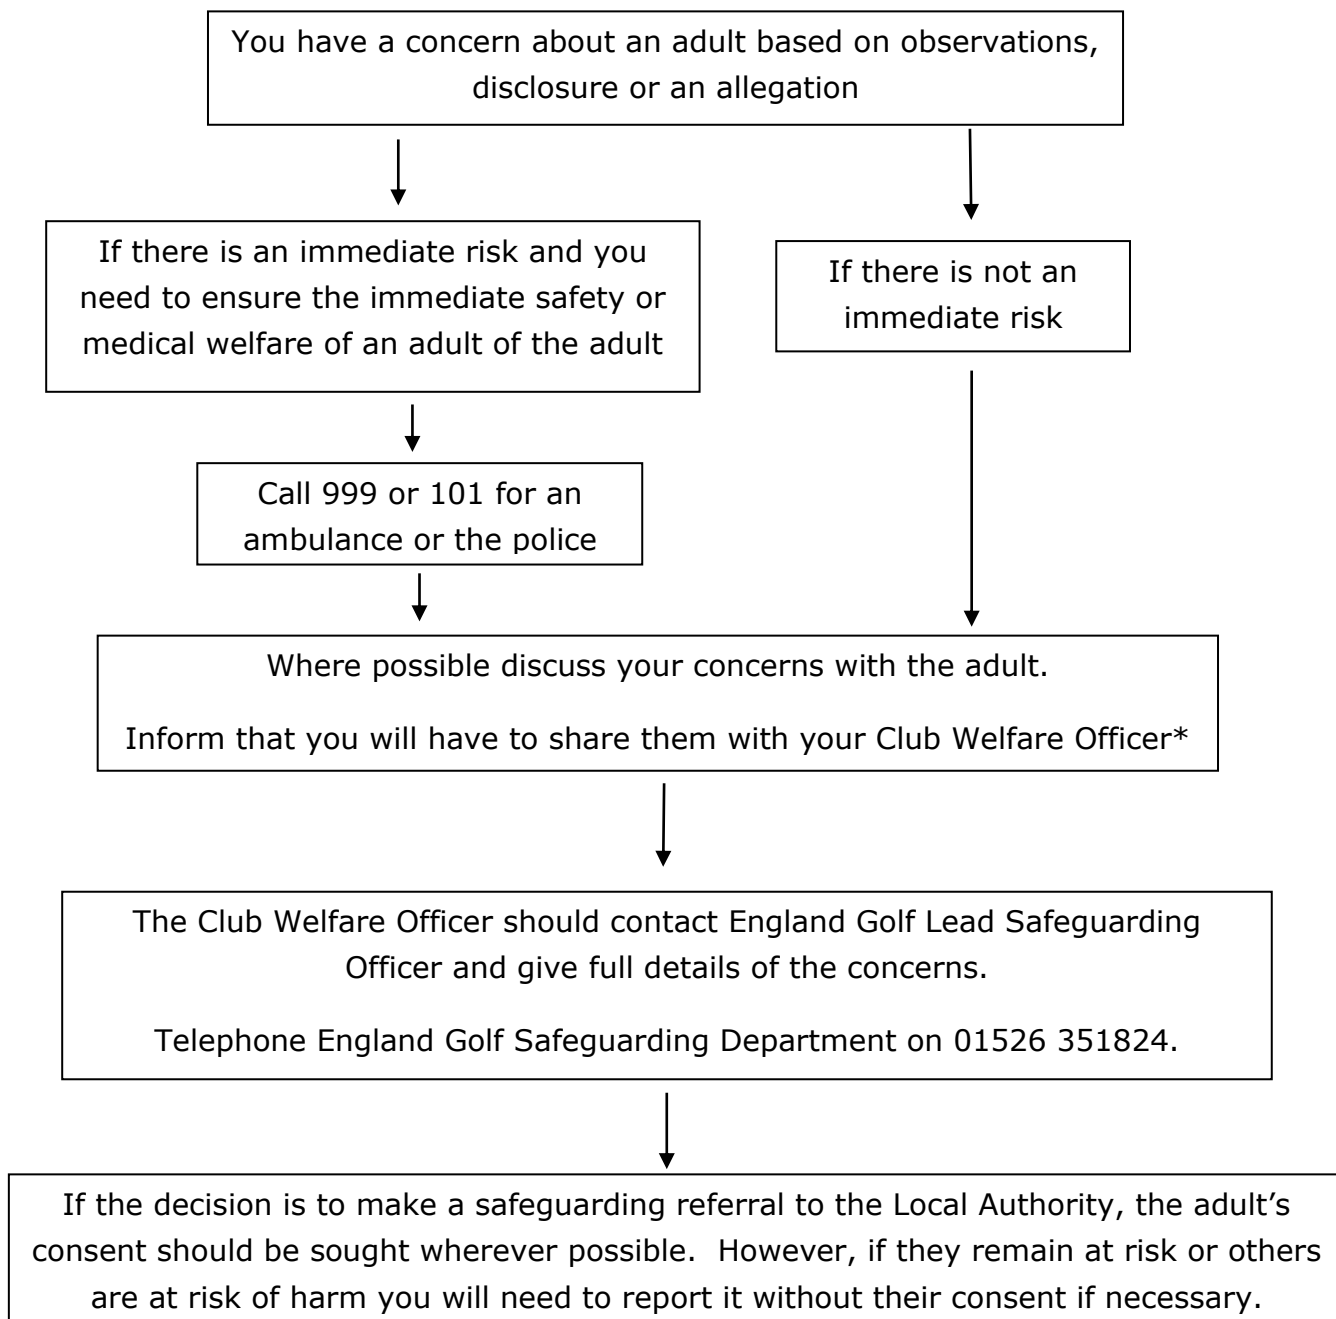 You have a concern about an adult based on observations,
disclosure or an allegation
If there is an immediate risk and you
need to ensure the immediate safety or
medical welfare of an adult of the adult
If there is not an
immediate risk
Call 999 or 101 for an
ambulance or the police
Where possible discuss your concerns with the adult.
Inform that you will have to share them with your Club Welfare Officer*
The Club Welfare Officer should contact England Golf Lead Safeguarding
Officer and give full details of the concerns.
Telephone England Golf Safeguarding Department on 01526 351824.
If the decision is to make a safeguarding referral to the Local Authority, the adult’s
consent should be sought wherever possible.  However, if they remain at risk or others
are at risk of harm you will need to report it without their consent if necessary.